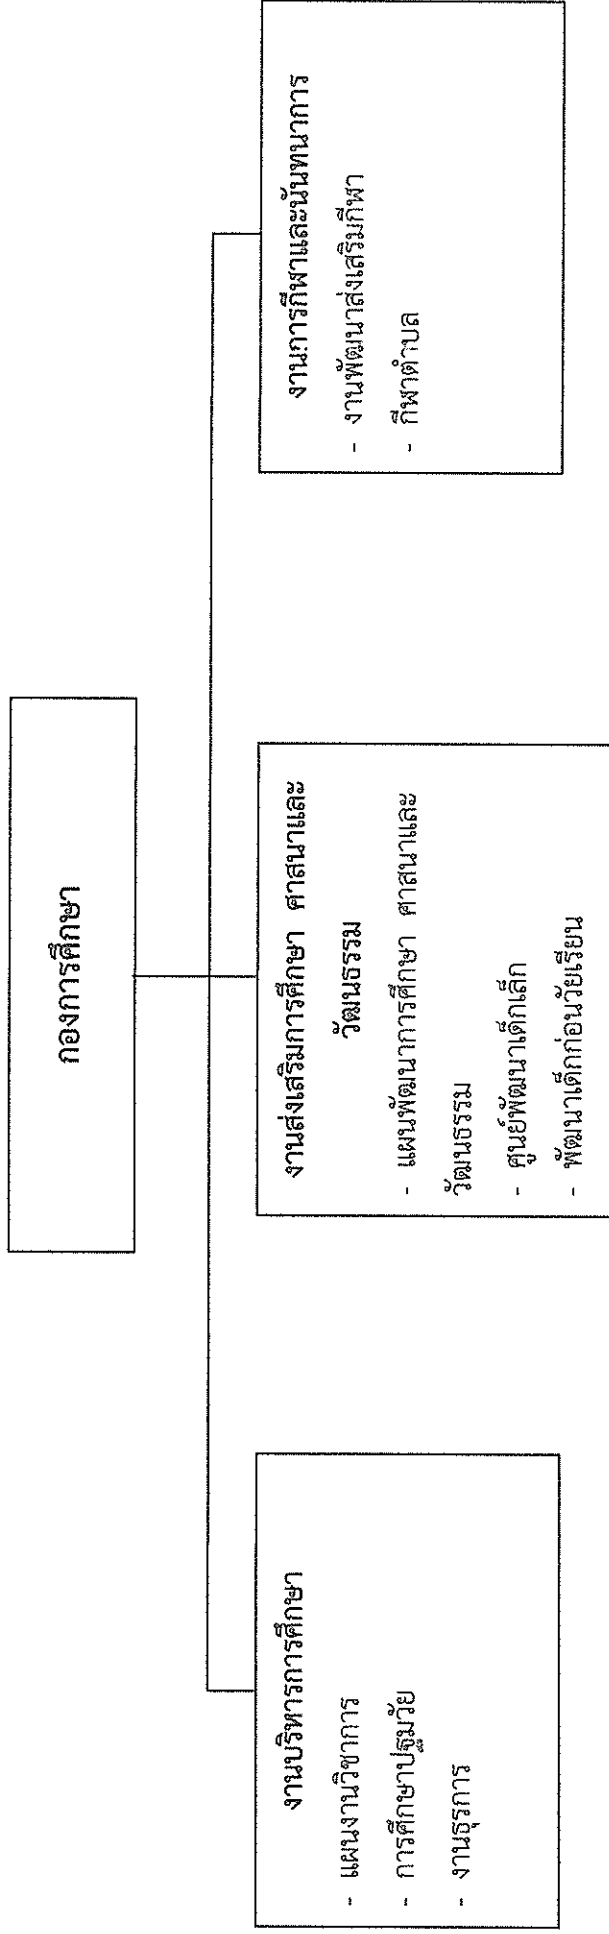 กองการศึกษา
งานบริหารการศึกษา
- แผนงานวิชาการ
- การศึกษาปฐมวัย
- งานธุรการ
งานส่งเสริมการศึกษา ศาสนาและ
วัฒนธรรม
- แผนพัฒนาการศึกษา ศาสนาและ
วัฒนธรรม
- ศูนย์พัฒนาเด็กเล็ก
- พัฒนาเด็กก่อนวัยเรียน
งานการกีฬาและนันทนาการ
- งานพัฒนาส่งเสริมกีฬา
- กีฬาตำบล